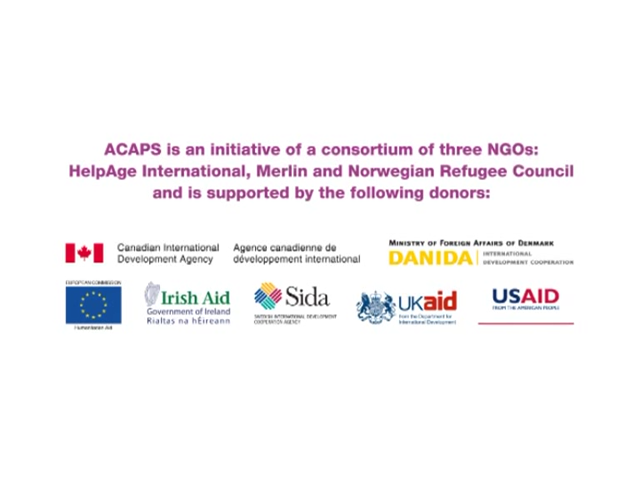 ACAPS is an initiative of a consortium of three NGOs:
HelpAge International, Merlin and Norwegian Refugee Council
and is supported by the following donors:
Canadian International
Development Agency
Agence canadienne de
développement international
MINISTRY OF FOREIGN AFFAIRS OF DENMARK
DANIDA
INTERNATIONAL
DEVELOPMENT COOPERATION
EUROPEAN COMMISSION
Humanitarian Aid
Irish Aid
Government of Ireland
Rialtas na hÉireann
Sida
SWEDISH INTERNATIONAL DEVELOPMENT
COOPERATION AGENCY
UKaid
From the Department for
International Development
USAID
FROM THE AMERICAN PEOPLE